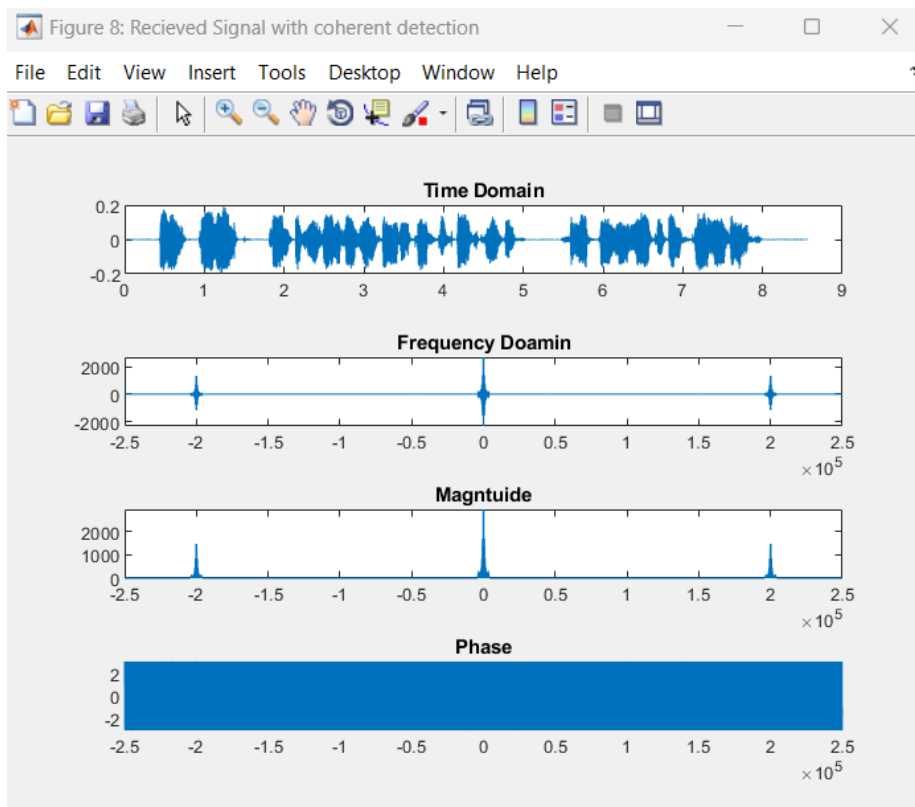 Figure 8: Recieved Signal with coherent detection
File Edit View Insert Tools Desktop Window Help
Time Domain
0.2
0
-0.2
0 1 2 3 4 5 6 7 8 9
Frequency Doamin
2000
0
-2000
-2.5 -2 -1.5 -1 -0.5 0 0.5 1 1.5 2 2.5
×10^5
Magntuide
2000
1000
0
-2.5 -2 -1.5 -1 -0.5 0 0.5 1 1.5 2 2.5
×10^5
Phase
2
0
-2
-2.5 -2 -1.5 -1 -0.5 0 0.5 1 1.5 2 2.5
×10^5